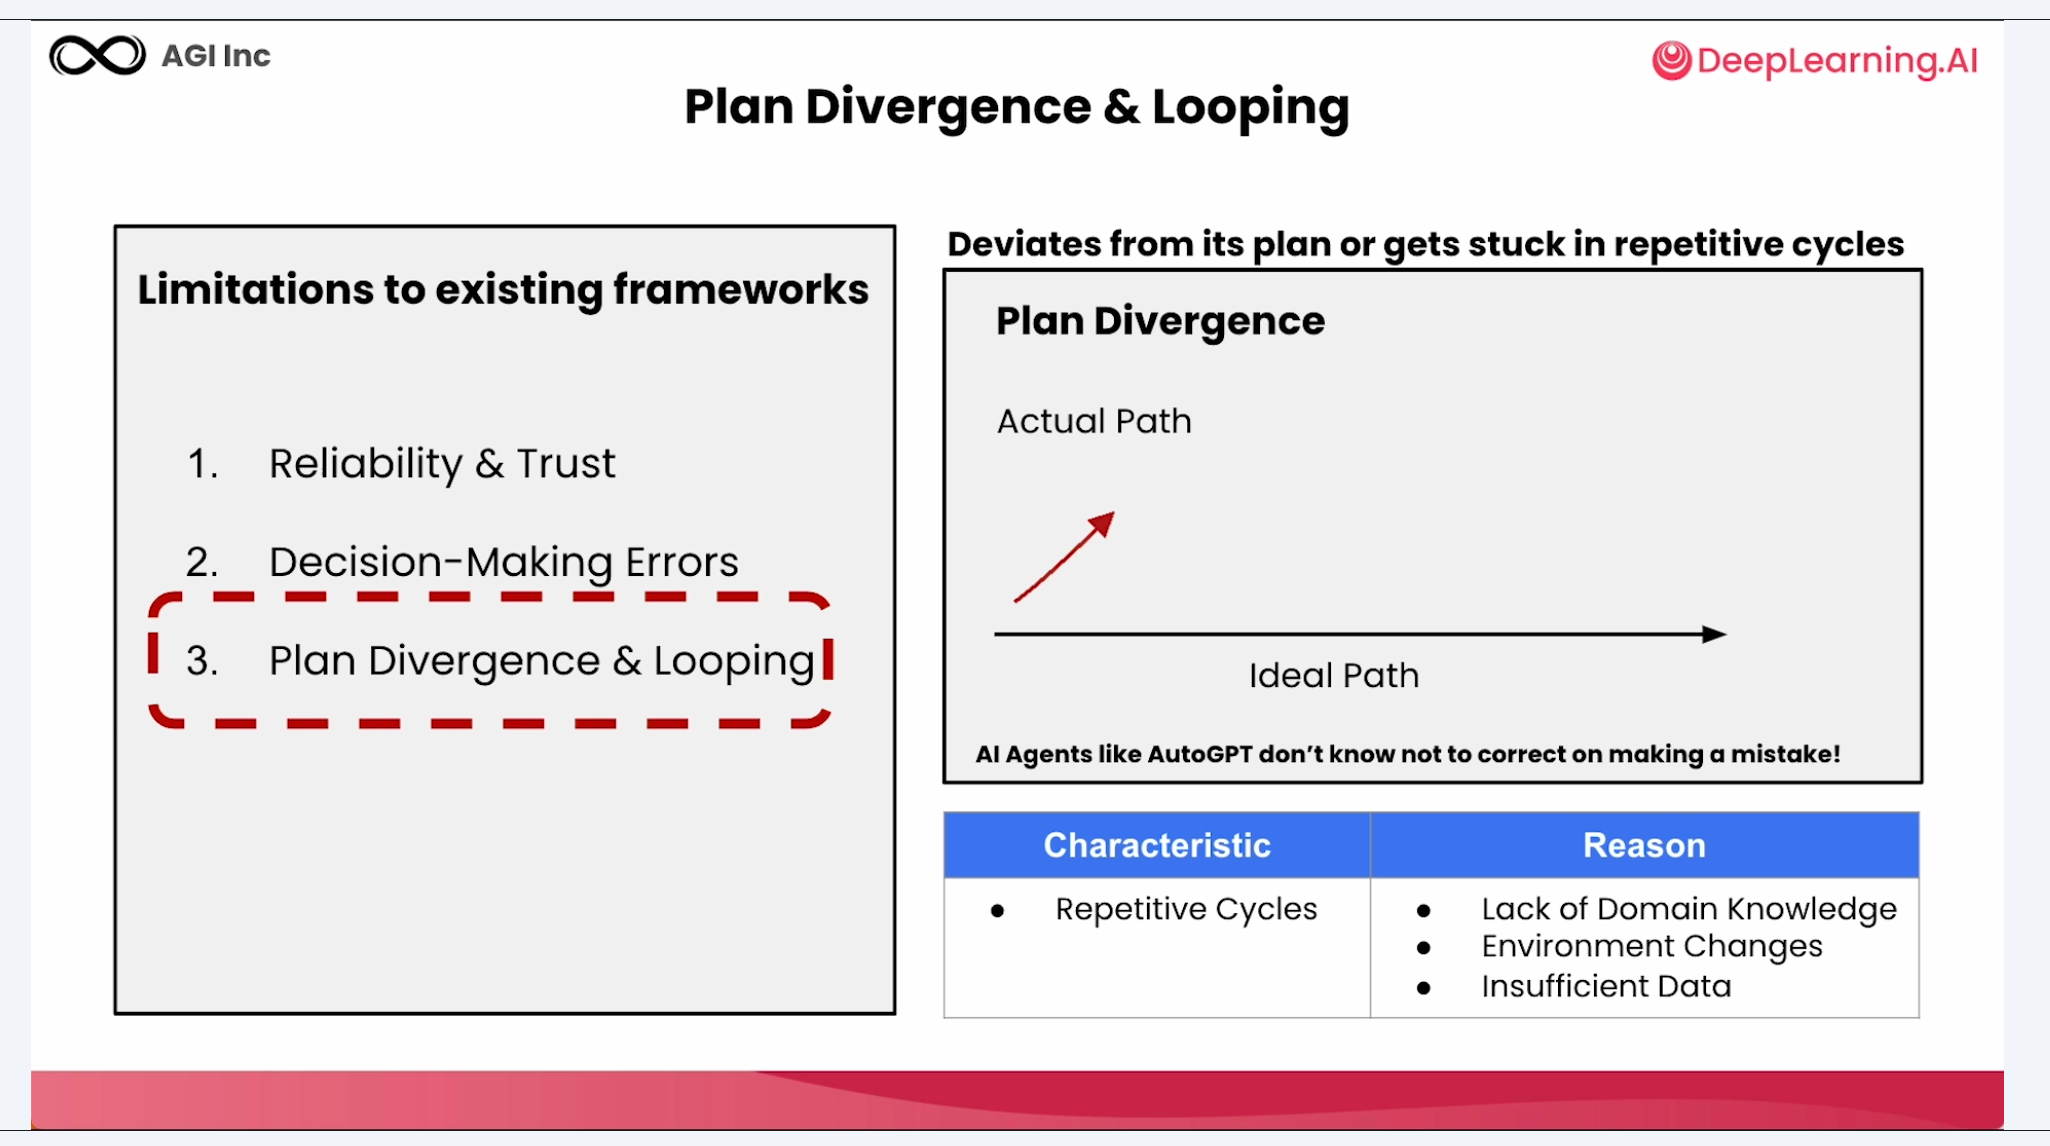 AGI Inc
DeepLearning.AI
Plan Divergence & Looping
Limitations to existing frameworks
1. Reliability & Trust
2. Decision-Making Errors
3. Plan Divergence & Looping
Deviates from its plan or gets stuck in repetitive cycles
Plan Divergence
Actual Path
Ideal Path
AI Agents like AutoGPT don't know not to correct on making a mistake!
Characteristic
Reason
● Repetitive Cycles
● Lack of Domain Knowledge
● Environment Changes
● Insufficient Data